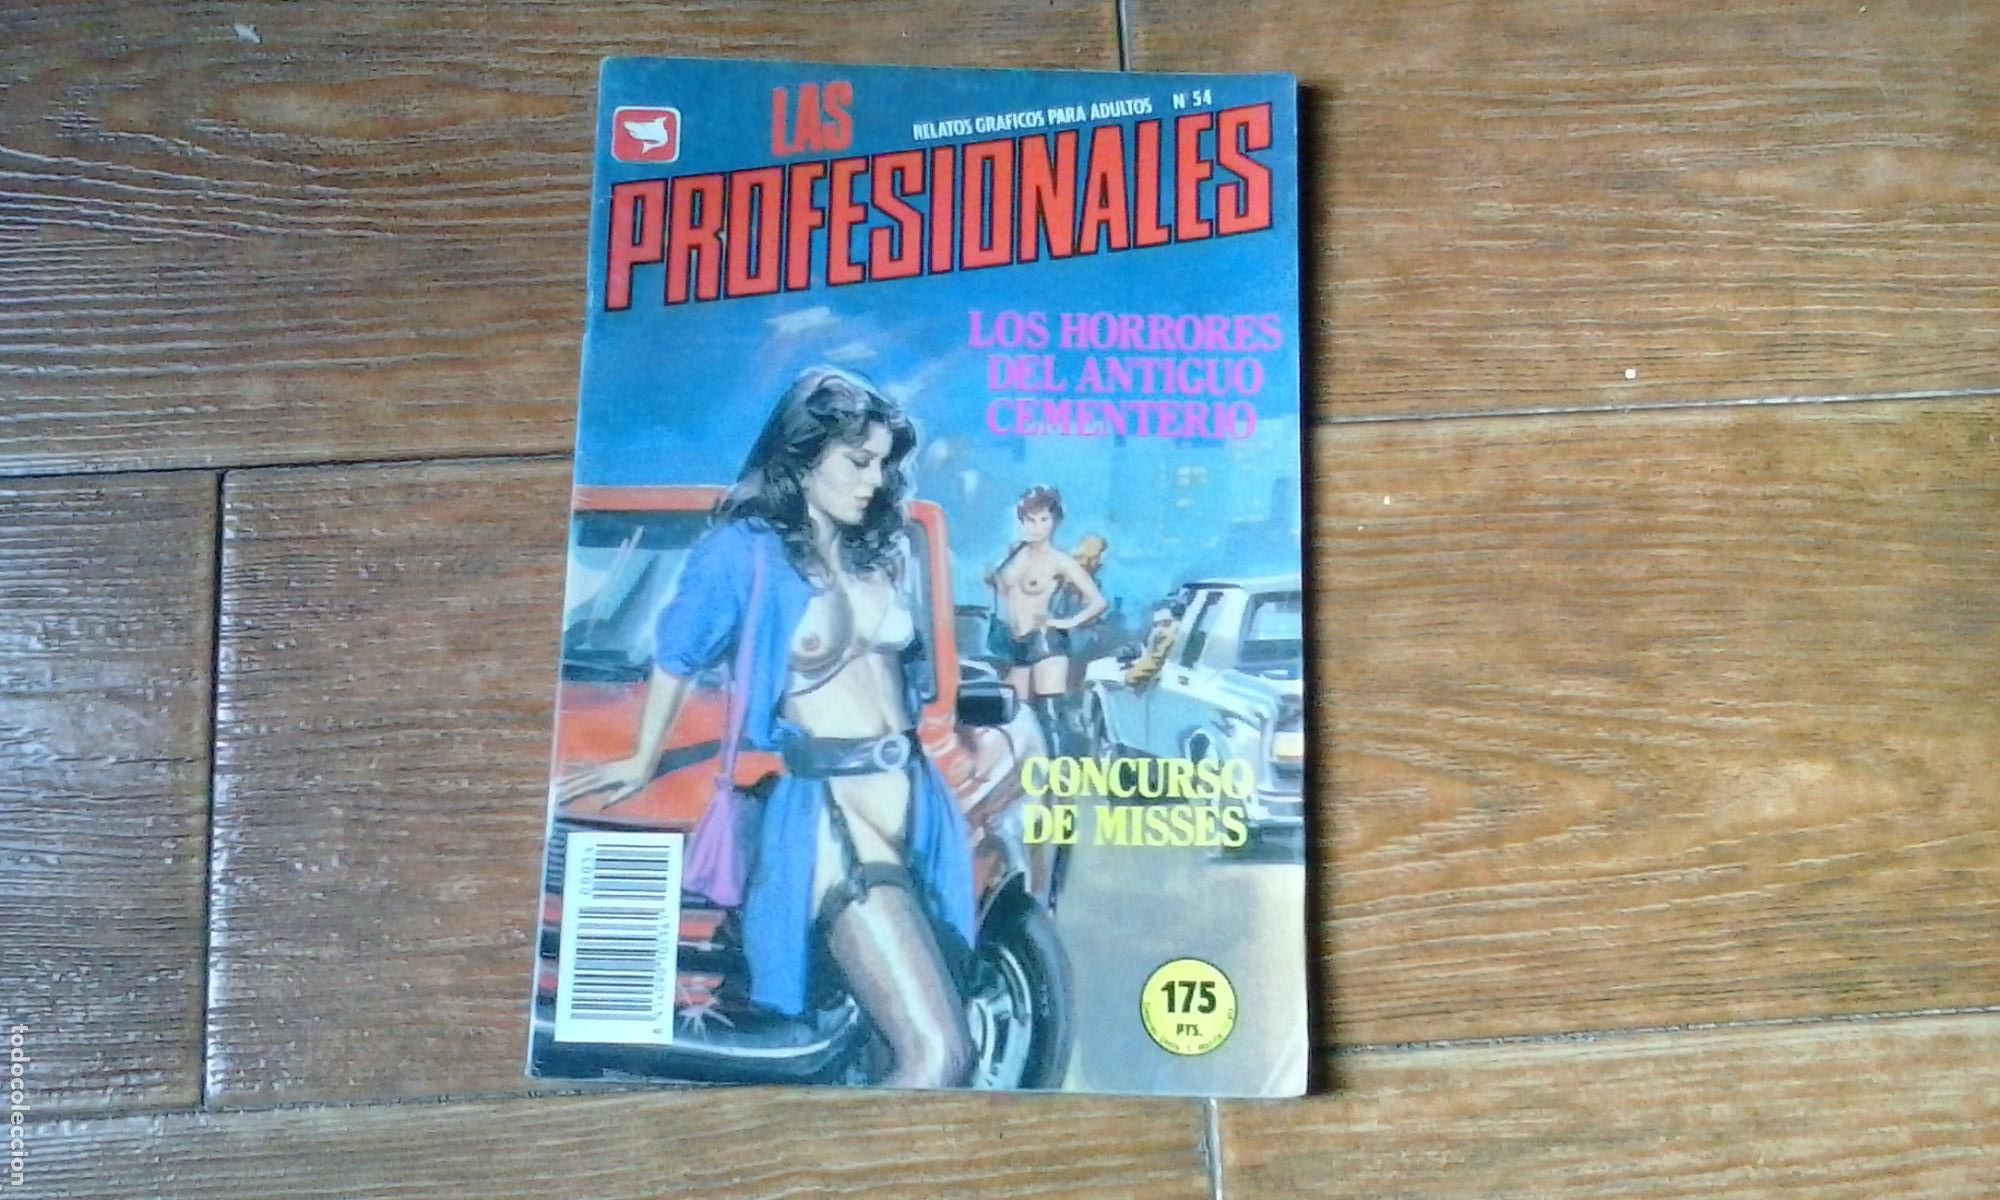 LAS
RELATOS GRAFICOS PARA ADULTOS Nº 54
PROFESIONALES
LOS HORRORES
DEL ANTIGUO
CEMENTERIO
CONCURSO
DE MISSES
175
PTS.
00054
todocoleccion